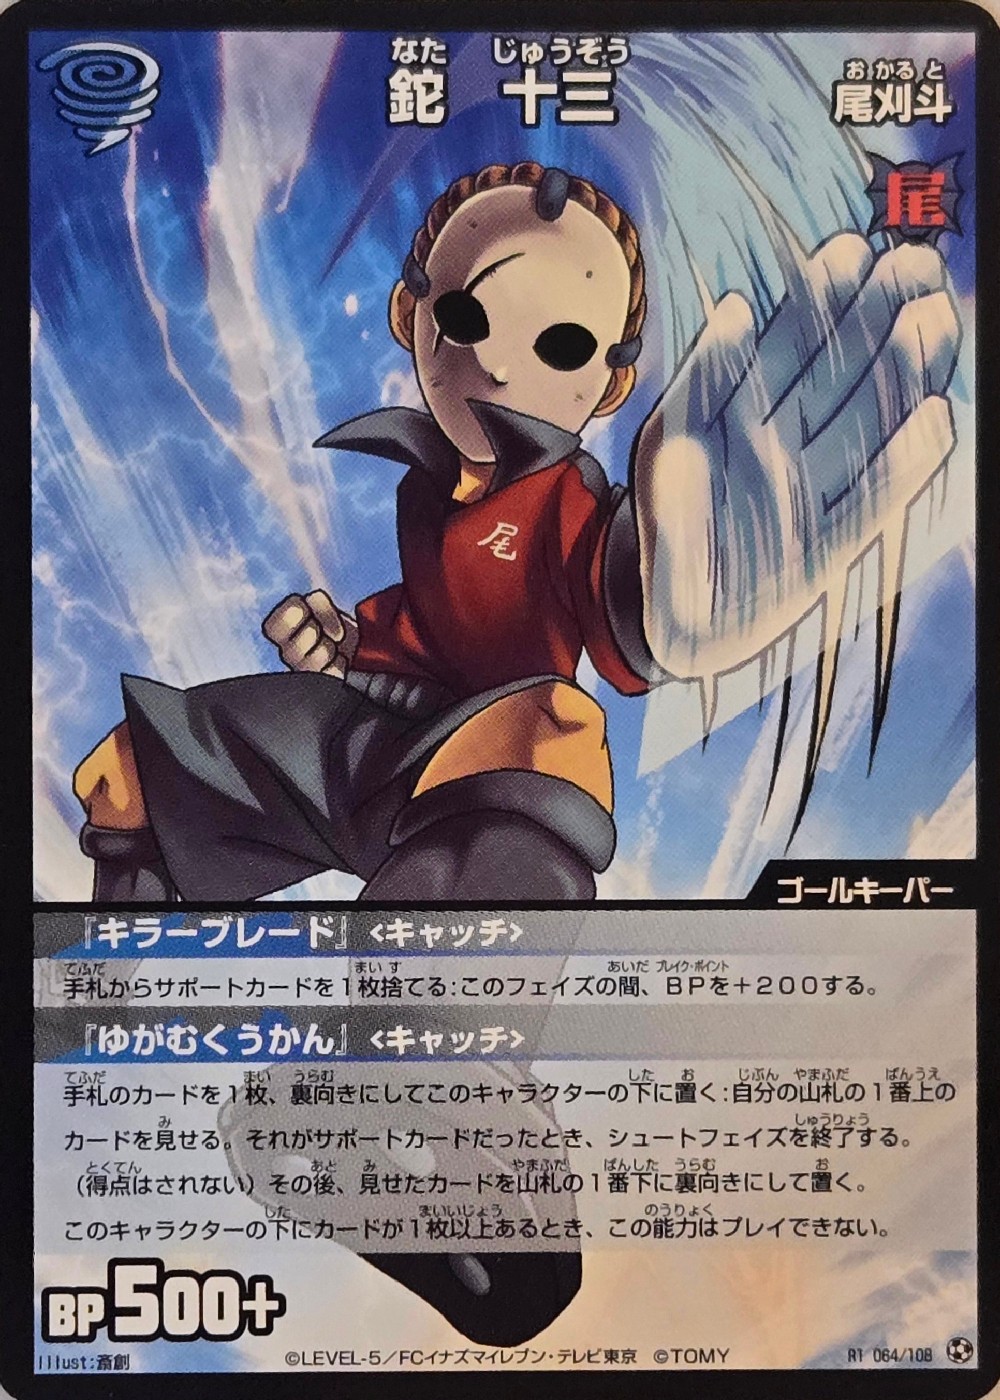 なた じゅうぞう
鉈 十三
おかると
尾刈斗
尾
尾
ゴールキーパー
『キラーブレード』 <キャッチ>
てふだ まいす あいだ ブレイク・ポイント
手札からサポートカードを1枚捨てる:このフェイズの間、BPを+200する。
『ゆがむくうかん』 <キャッチ>
てふだ まい うらむ した お じぶん やまふだ ばんうえ
手札のカードを1枚、裏向きにしてこのキャラクターの下に置く:自分の山札の1番上の
み しゅうりょう
カードを見せる。それがサポートカードだったとき、シュートフェイズを終了する。
とくてん あと み やまふだ ばんした うらむ お
(得点はされない)その後、見せたカードを山札の1番下に裏向きにして置く。
した まいいじょう のうりょく
このキャラクターの下にカードが1枚以上あるとき、この能力はプレイできない。
BP 500+
Illust:斎創
©LEVEL-5/FCイナズマイレブン・テレビ東京 ©TOMY
R1 064/108